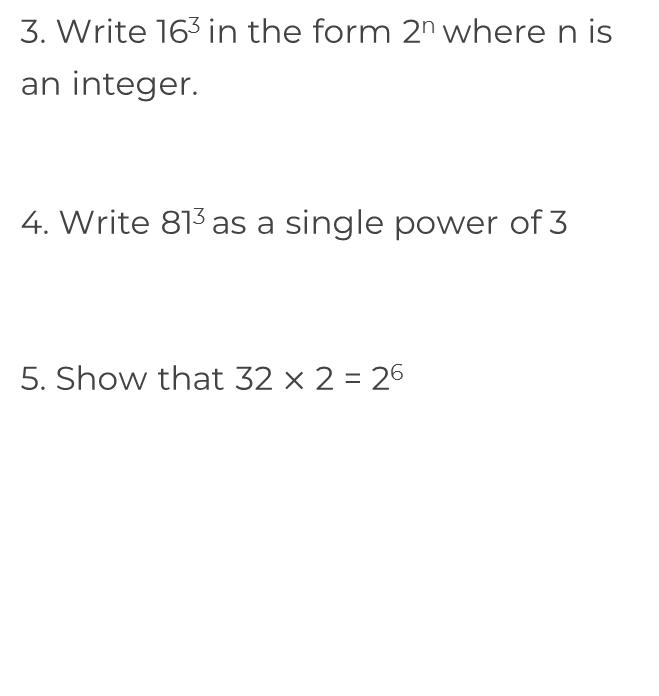 3. Write 16³ in the form 2ⁿ where n is
an integer.
4. Write 81³ as a single power of 3
5. Show that 32 × 2 = 2⁶